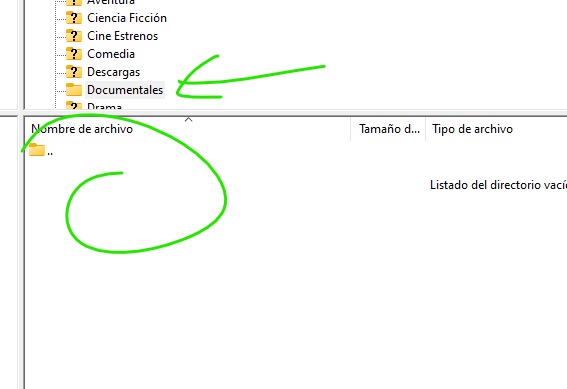 Aventura
Ciencia Ficción
Cine Estrenos
Comedia
Descargas
Documentales
Drama
Nombre de archivo Tamaño d... Tipo de archivo
..
Listado del directorio vací